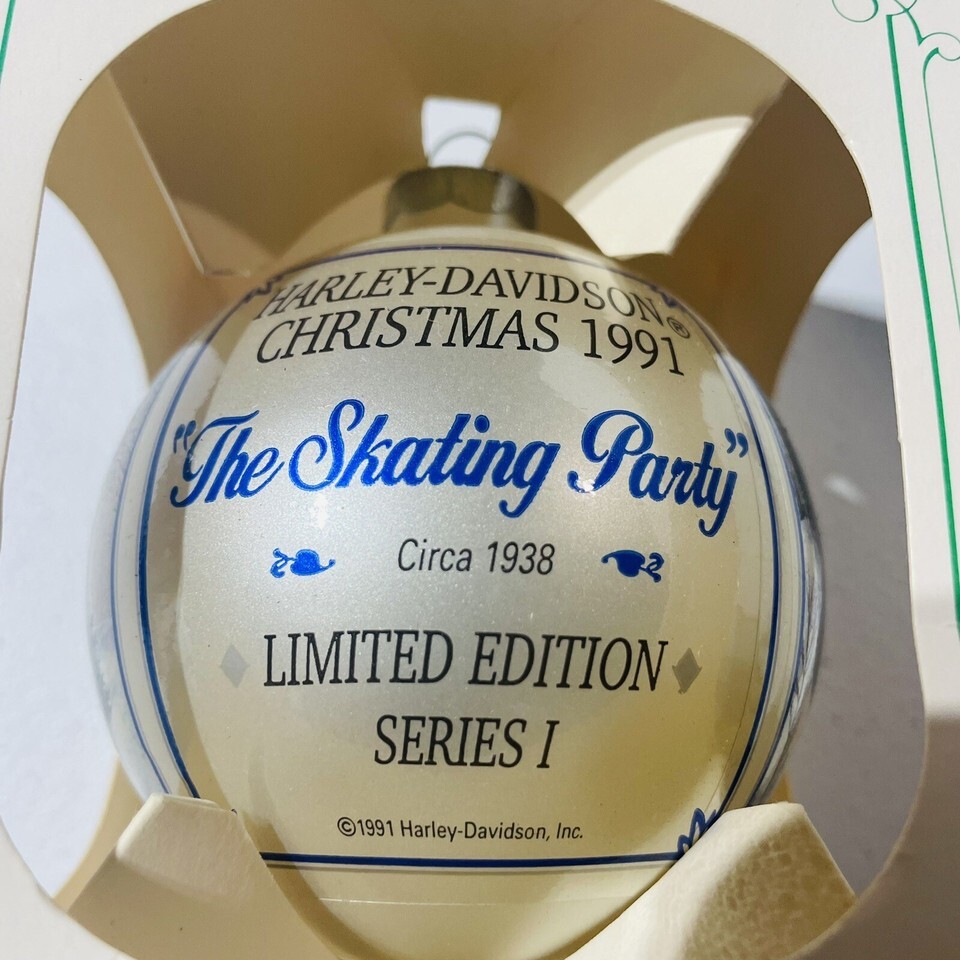 HARLEY-DAVIDSON®
CHRISTMAS 1991
"The Skating Party"
Circa 1938
LIMITED EDITION
SERIES I
©1991 Harley-Davidson, Inc.